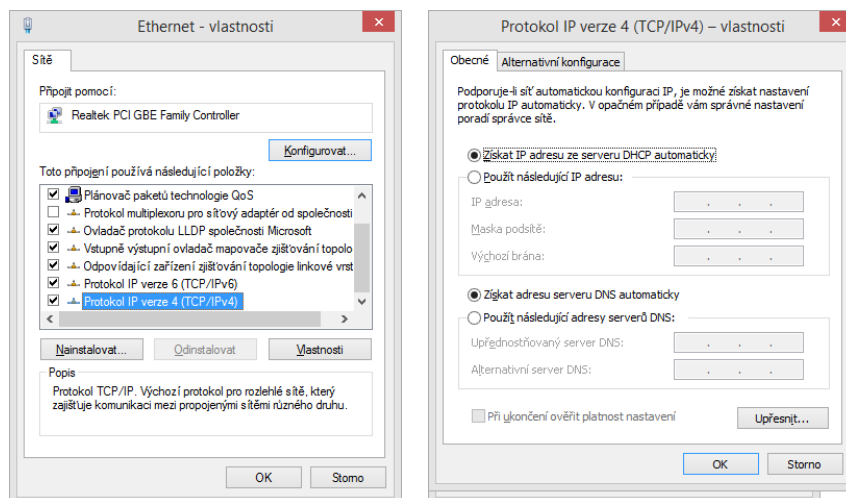 Ethernet - vlastnosti
Sítě
Připojit pomocí:
Realtek PCI GBE Family Controller
Konfigurovat...
Toto připojení používá následující položky:
Plánovač paketů technologie QoS
Protokol multiplexoru pro síťový adaptér od společnosti
Ovladač protokolu LLDP společnosti Microsoft
Vstupně výstupní ovladač mapovače zjišťování topolo
Odpovídající zařízení zjišťování topologie linkové vrst
Protokol IP verze 6 (TCP/IPv6)
Protokol IP verze 4 (TCP/IPv4)
Nainstalovat...
Odinstalovat
Vlastnosti
Popis
Protokol TCP/IP. Výchozí protokol pro rozlehlé sítě, který
zajišťuje komunikaci mezi propojenými sítěmi různého druhu.
OK
Storno
Protokol IP verze 4 (TCP/IPv4) – vlastnosti
Obecné
Alternativní konfigurace
Podporuje-li síť automatickou konfiguraci IP, je možné získat nastavení
protokolu IP automaticky. V opačném případě vám správné nastavení
poradí správce sítě.
Získat IP adresu ze serveru DHCP automaticky
Použít následující IP adresu:
IP adresa:
Maska podsítě:
Výchozí brána:
Získat adresu serveru DNS automaticky
Použít následující adresy serverů DNS:
Upřednostňovaný server DNS:
Alternativní server DNS:
Při ukončení ověřit platnost nastavení
Upřesnit...
OK
Storno